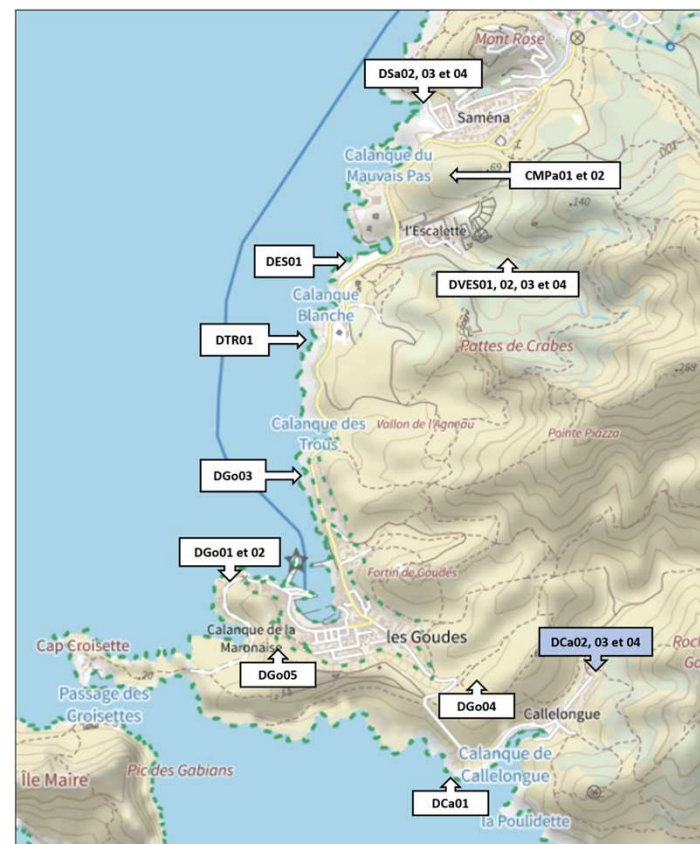 Mont Rose
DSa02, 03 et 04
Saména
Calanque du
Mauvais Pas
69
CMPa01 et 02
140
l'Escalette
DES01
DVES01, 02, 03 et 04
Calanque
Blanche
DTR01
Pattes de Crabes
Calanque des
Trous
Vallon de l'Agneau
Pointe Piazza
DGo03
DGo01 et 02
Fortin de Goudès
Calanque de la
Maronaise
les Goudes
DCa02, 03 et 04
Cap Croisette
20
DGo05
Passage des
Croisettes
DGo04
Callelongue
Calanque de
Callelongue
Île Maire
Pic des Gabians
DCa01
la Poulidette